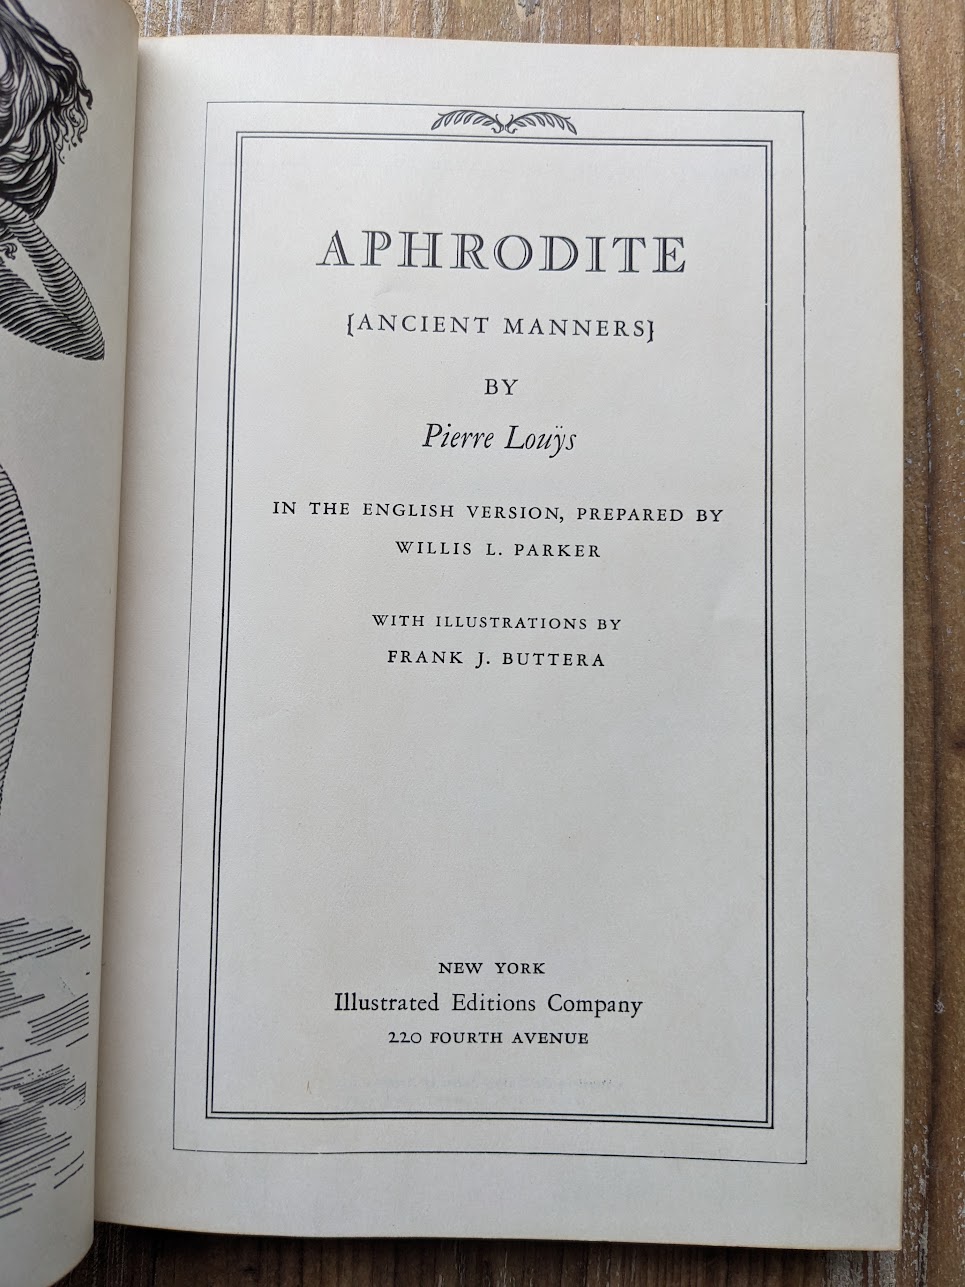 APHRODITE
{ANCIENT MANNERS}
BY
Pierre Louÿs
IN THE ENGLISH VERSION, PREPARED BY
WILLIS L. PARKER
WITH ILLUSTRATIONS BY
FRANK J. BUTTERA
NEW YORK
Illustrated Editions Company
220 FOURTH AVENUE